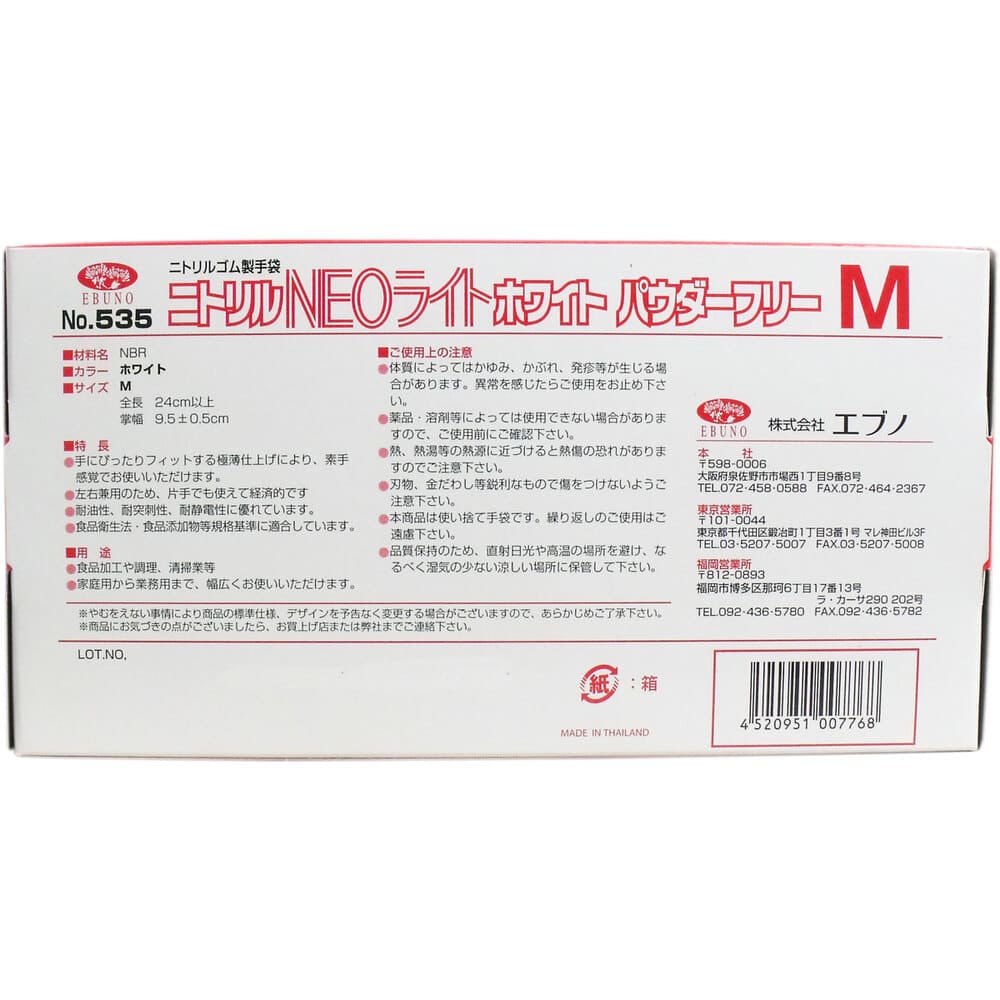 EBUNO
No.535
ニトリルゴム製手袋
ニトリルNEOライト ホワイト パウダーフリー M
■材料名 NBR
■カラー ホワイト
■サイズ M
全長 24cm以上
掌幅 9.5±0.5cm
■特 長
●手にぴったりフィットする極薄仕上げにより、素手
感覚でお使いいただけます。
●左右兼用のため、片手でも使えて経済的です
●耐油性、耐突刺性、耐静電性に優れています。
●食品衛生法・食品添加物等規格基準に適合しています。
■用 途
●食品加工や調理、清掃業等
●家庭用から業務用まで、幅広くお使いいただけます。
■ご使用上の注意
●体質によってはかゆみ、かぶれ、発疹等が生じる場
合があります。異常を感じたらご使用をお止め下さ
い。
●薬品・溶剤等によっては使用できない場合がありま
すので、ご使用前にご確認下さい。
●熱、熱湯等の熱源に近づけると熱傷の恐れがありま
すのでご注意下さい。
●刃物、金だわし等鋭利なもので傷をつけないようご
注意下さい。
●本商品は使い捨て手袋です。繰り返しのご使用はご
遠慮下さい。
●品質保持のため、直射日光や高温の場所を避け、な
るべく湿気の少ない涼しい場所に保管して下さい。
※やむをえない事情により商品の標準仕様、デザインを予告なく変更する場合がございますので、あらかじめご了承下さい。
※商品にお気づきの点がございましたら、お買上げ店または弊社までご連絡下さい。
EBUNO 株式会社 エブノ
本 社
〒598-0006
大阪府泉佐野市市場西1丁目9番8号
TEL.072-458-0588 FAX.072-464-2367
東京営業所
〒101-0044
東京都千代田区鍛冶町1丁目3番1号 マレ神田ビル3F
TEL.03-5207-5007 FAX.03-5207-5008
福岡営業所
〒812-0893
福岡市博多区那珂6丁目17番13号
ラ・カーサ290 202号
TEL.092-436-5780 FAX.092-436-5782
LOT.NO.
紙 :箱
MADE IN THAILAND
4 520951 007768